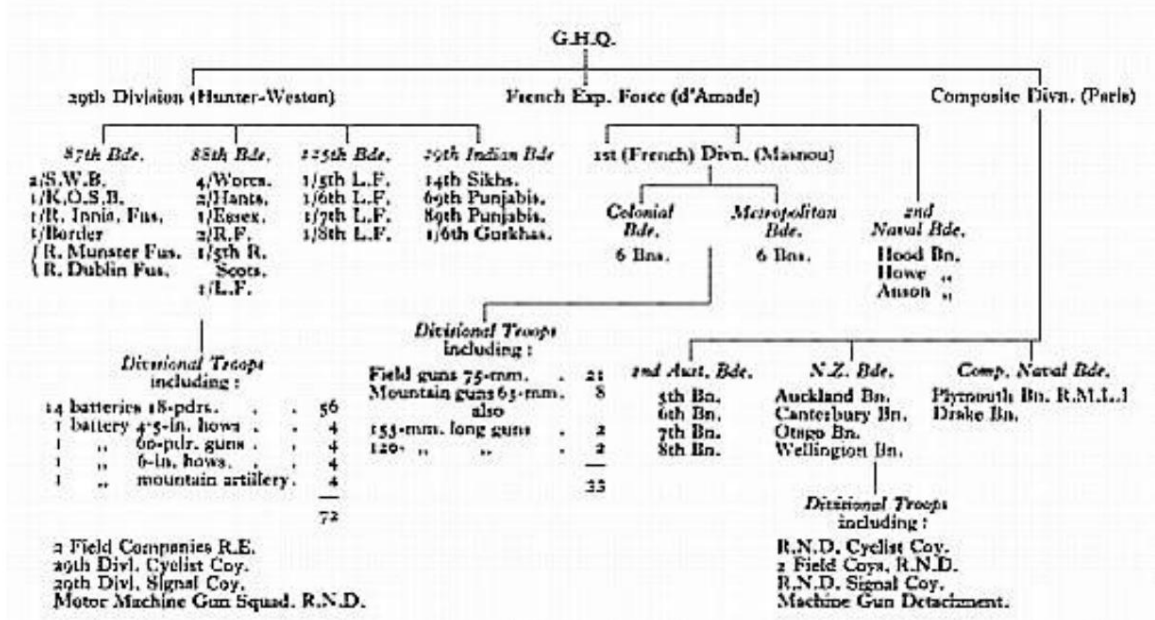 G.H.Q.
29th Division (Hunter-Weston)
French Exp. Force (d'Amade)
Composite Divn. (Paris)
87th Bde.
2/S.W.B.
1/K.O.S.B.
1/R. Innis. Fus.
1/Border
R. Munster Fus.
R. Dublin Fus.
88th Bde.
4/Worcs.
2/Hants.
1/Essex.
2/R.F.
1/5th R.
Scots.
1/L.F.
125th Bde.
1/5th L.F.
1/6th L.F.
1/7th L.F.
1/8th L.F.
29th Indian Bde
14th Sikhs.
69th Punjabis.
89th Punjabis.
1/6th Gurkhas.
Divisional Troops
including :
14 batteries 18-pdrs. . . 56
1 battery 4·5-in. hows . . 4
1 „ 60-pdr. guns . . 4
1 „ 6-in. hows. . . 4
1 „ mountain artillery. 4
72
2 Field Companies R.E.
29th Divl. Cyclist Coy.
29th Divl. Signal Coy.
Motor Machine Gun Squad. R.N.D.
1st (French) Divn. (Masnou)
Colonial
Bde.
6 Bns.
Metropolitan
Bde.
6 Bns.
2nd
Naval Bde.
Hood Bn.
Howe „
Anson „
Divisional Troops
including :
Field guns 75-mm. . 21
Mountain guns 65-mm. 8
also
155-mm. long guns . 2
120- „ „ . 2
33
2nd Aust. Bde.
5th Bn.
6th Bn.
7th Bn.
8th Bn.
N.Z. Bde.
Auckland Bn.
Canterbury Bn.
Otago Bn.
Wellington Bn.
Comp. Naval Bde.
Plymouth Bn. R.M.L.I
Drake Bn.
Divisional Troops
including :
R.N.D. Cyclist Coy.
2 Field Coys, R.N.D.
R.N.D. Signal Coy.
Machine Gun Detachment.